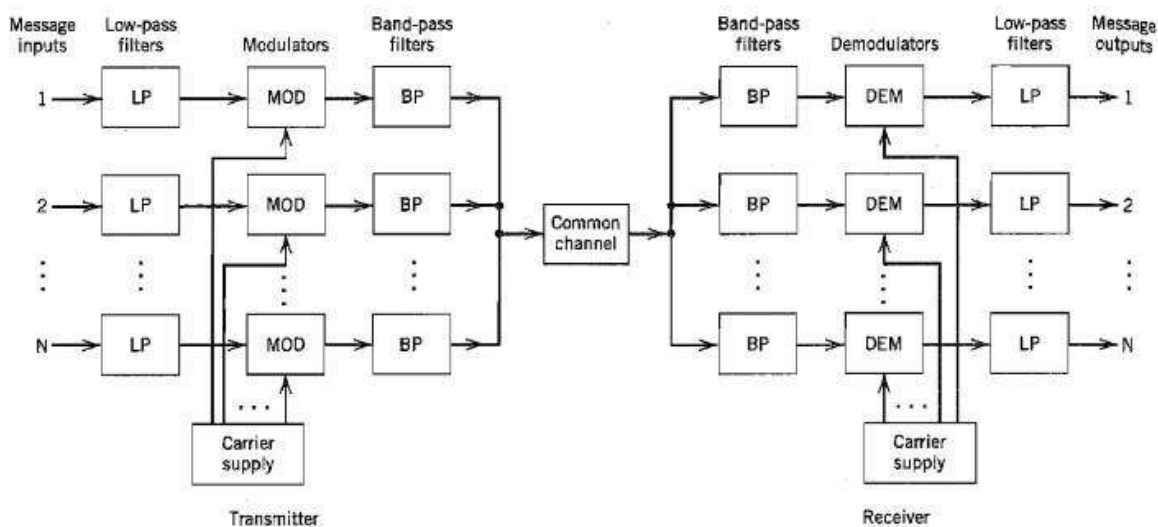 Message inputs
Low-pass filters
Modulators
Band-pass filters
Band-pass filters
Demodulators
Low-pass filters
Message outputs
1
LP
MOD
BP
BP
DEM
LP
1
2
LP
MOD
BP
Common channel
BP
DEM
LP
2
N
LP
MOD
BP
BP
DEM
LP
N
Carrier supply
Carrier supply
Transmitter
Receiver